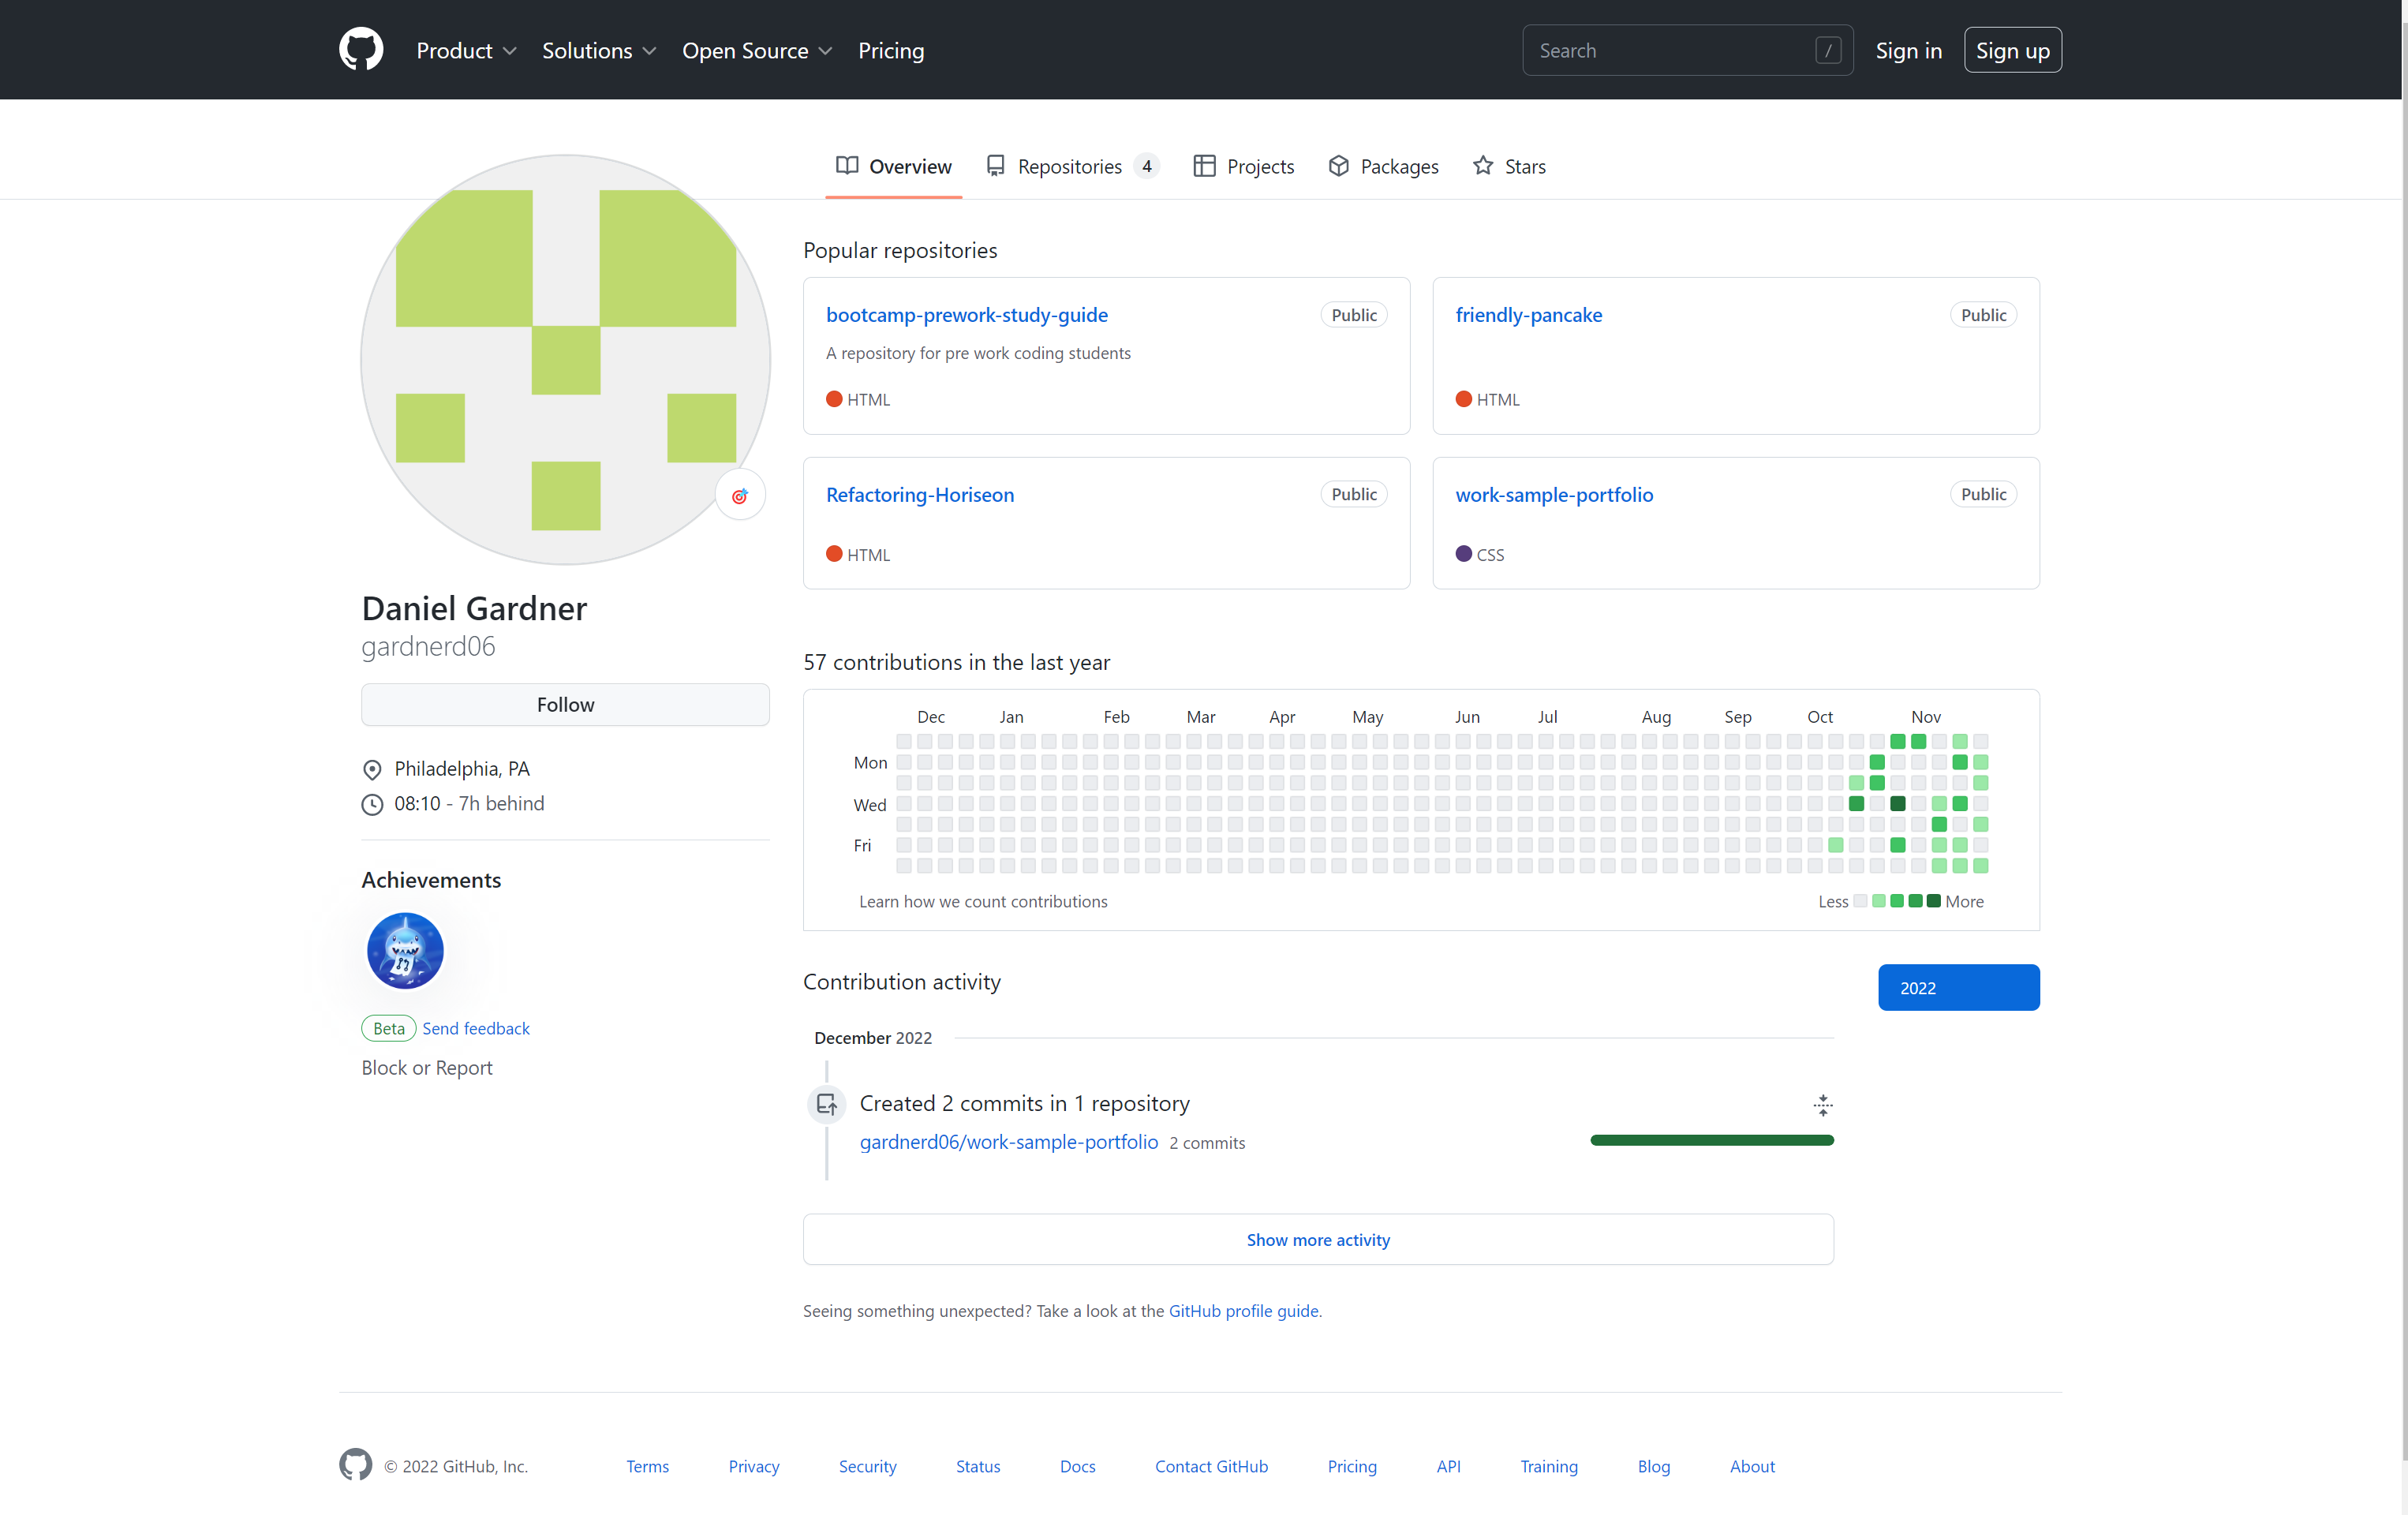 Product Solutions Open Source Pricing Search / Sign in Sign up
Overview Repositories 4 Projects Packages Stars
Daniel Gardner
gardnerd06
Follow
Philadelphia, PA
08:10 - 7h behind
Achievements
Beta Send feedback
Block or Report
Popular repositories
bootcamp-prework-study-guide Public
A repository for pre work coding students
HTML
friendly-pancake Public
HTML
Refactoring-Horiseon Public
HTML
work-sample-portfolio Public
CSS
57 contributions in the last year
Dec Jan Feb Mar Apr May Jun Jul Aug Sep Oct Nov
Mon
Wed
Fri
Learn how we count contributions Less More
Contribution activity
2022
December 2022
Created 2 commits in 1 repository
gardnerd06/work-sample-portfolio 2 commits
Show more activity
Seeing something unexpected? Take a look at the GitHub profile guide.
© 2022 GitHub, Inc. Terms Privacy Security Status Docs Contact GitHub Pricing API Training Blog About